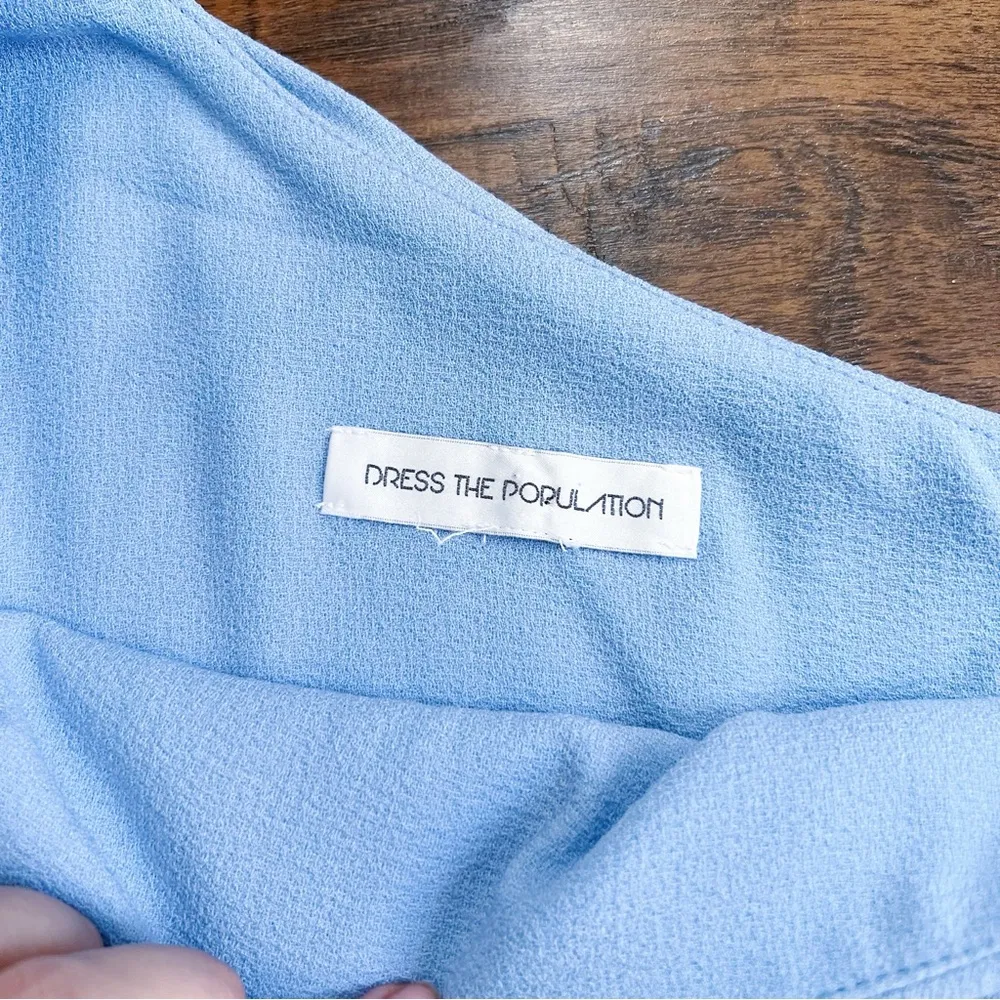 DRESS THE POPULATION